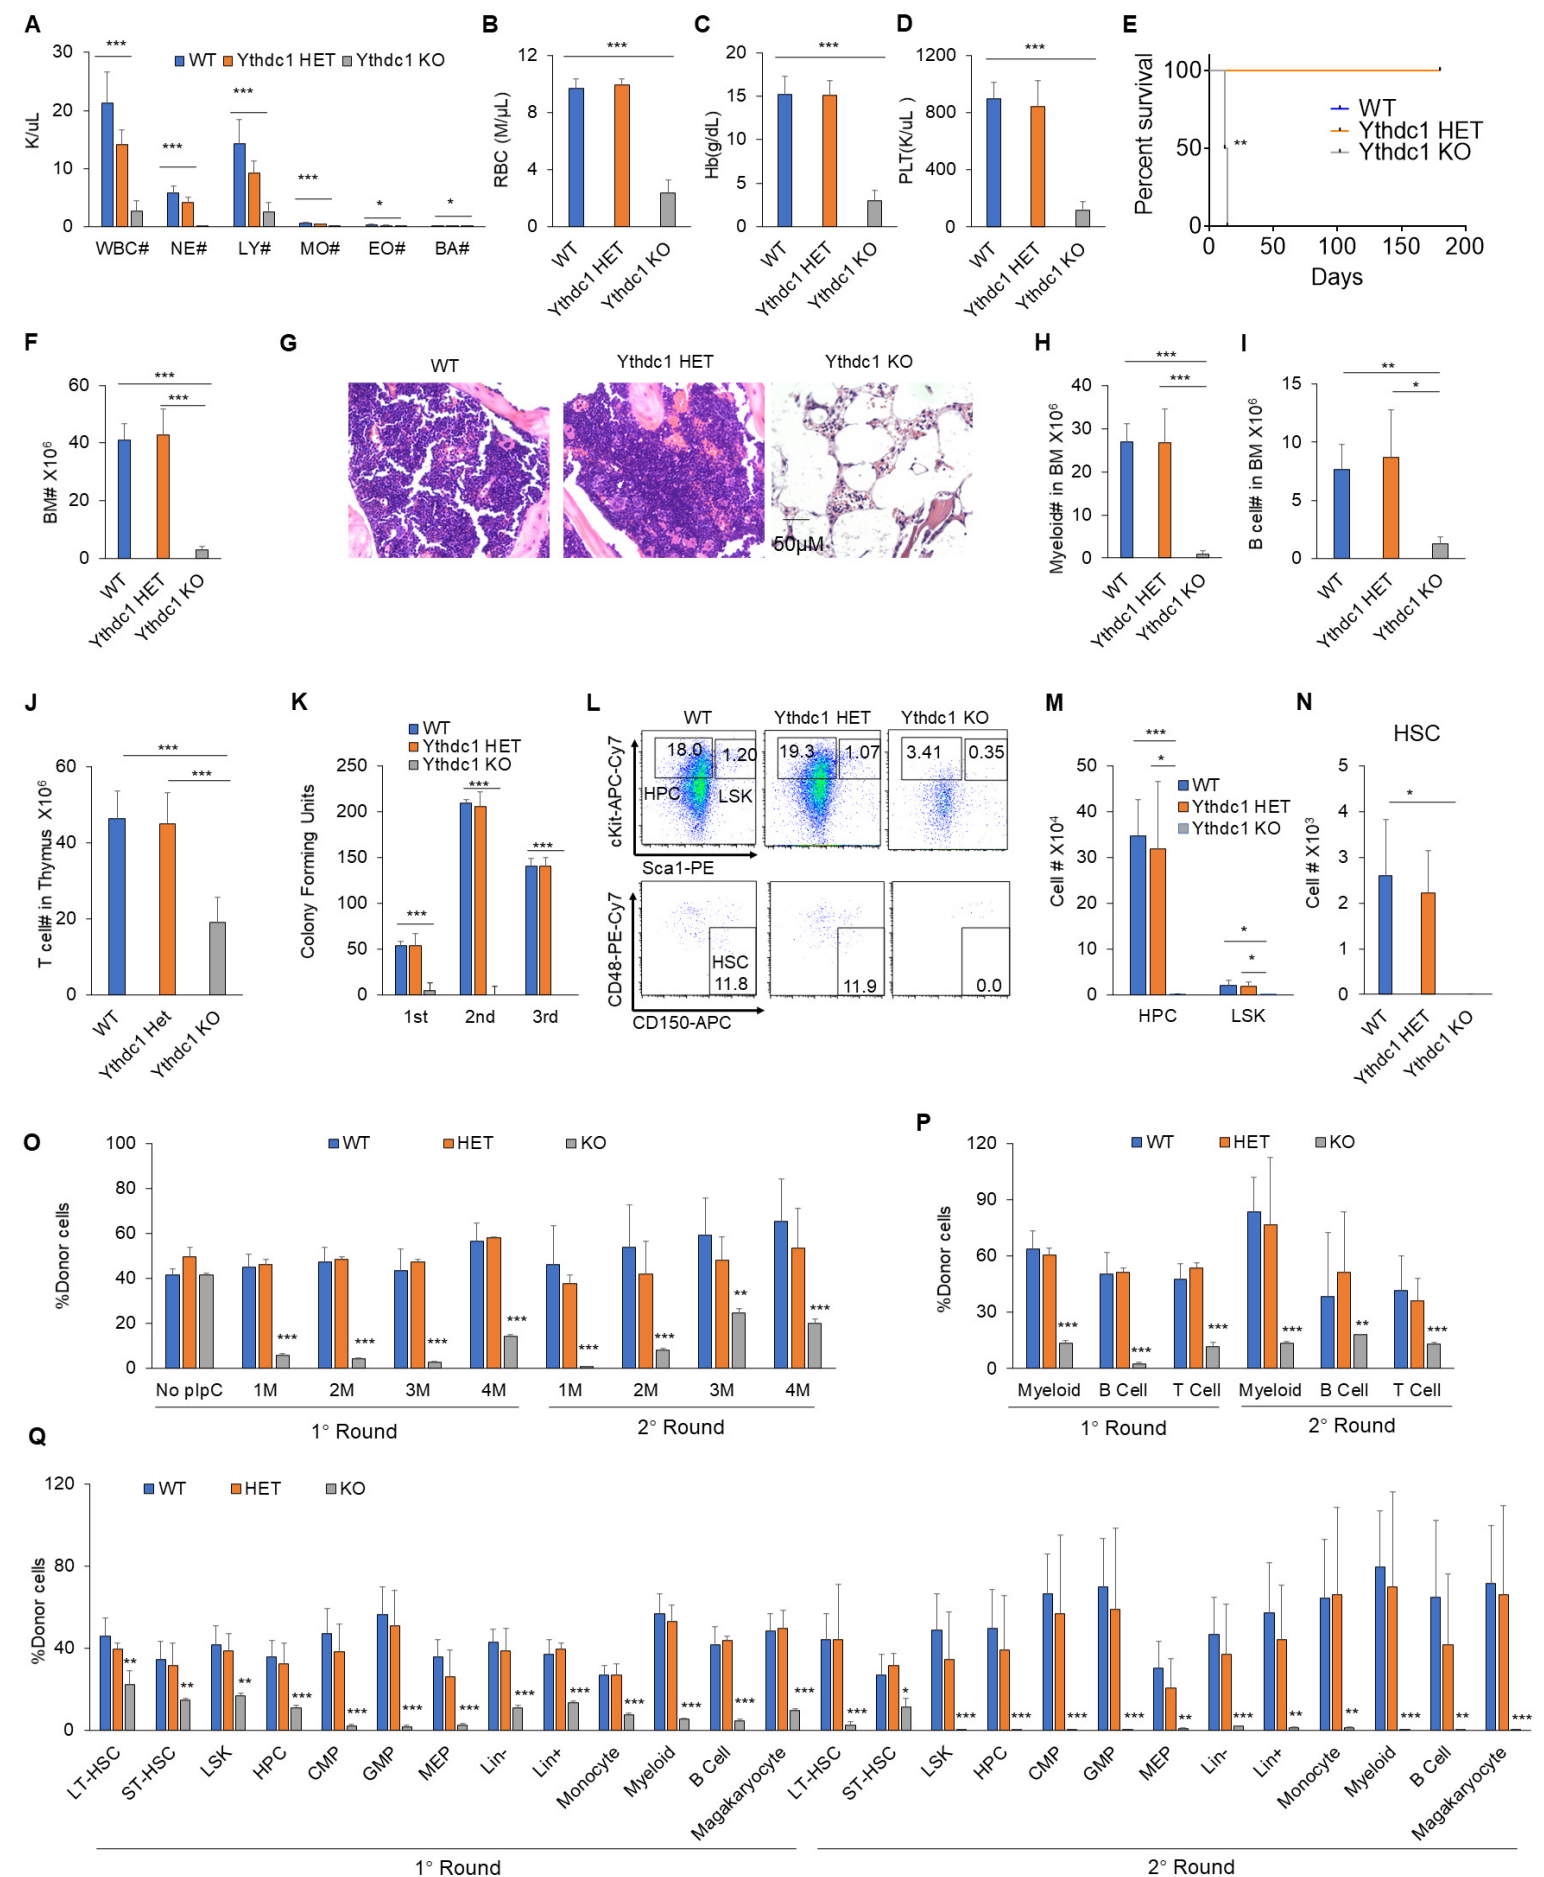 A
30
20
10
0
K/uL
***
WT Ythdc1 HET Ythdc1 KO
***
***
***
*
*
WBC# NE# LY# MO# EO# BA#
B
12
8
4
0
RBC (M/µL)
***
WT
Ythdc1 HET
Ythdc1 KO
C
20
15
10
5
0
Hb(g/dL)
***
WT
Ythdc1 HET
Ythdc1 KO
D
1200
800
400
0
PLT(K/uL )
***
WT
Ythdc1 HET
Ythdc1 KO
E
Percent survival
100
50
0
**
WT
Ythdc1 HET
Ythdc1 KO
0 50 100 150 200
Days
F
60
40
20
0
BM# X10⁶
***
***
WT
Ythdc1 HET
Ythdc1 KO
G
WT Ythdc1 HET Ythdc1 KO
50µM
H
40
30
20
10
0
Myeloid# in BM X10⁶
***
***
WT
Ythdc1 HET
Ythdc1 KO
I
15
10
5
0
B cell# in BM X10⁶
**
*
WT
Ythdc1 HET
Ythdc1 KO
J
60
40
20
0
T cell# in Thymus X10⁶
***
***
WT
Ythdc1 Het
Ythdc1 KO
K
WT
Ythdc1 HET
Ythdc1 KO
250
200
150
100
50
0
Colony Forming Units
***
***
***
1st 2nd 3rd
L
WT Ythdc1 HET Ythdc1 KO
cKit-APC-Cy7
18.0 1.20 19.3 1.07 3.41 0.35
HPC LSK
Sca1-PE
CD48-PE-Cy7
HSC
11.8 11.9 0.0
CD150-APC
M
50
40
30
20
10
0
Cell # X10⁴
***
*
WT
Ythdc1 HET
Ythdc1 KO
*
*
HPC LSK
N
HSC
5
4
3
2
1
0
Cell # X10³
*
WT
Ythdc1 HET
Ythdc1 KO
O
100
80
60
40
20
0
%Donor cells
WT HET KO
*** *** *** *** *** *** ** ***
No pIpC 1M 2M 3M 4M 1M 2M 3M 4M
1° Round 2° Round
P
120
90
60
30
0
%Donor cells
WT HET KO
*** *** *** *** ** ***
Myeloid B Cell T Cell Myeloid B Cell T Cell
1° Round 2° Round
Q
120
80
40
0
%Donor cells
WT HET KO
** ** ** *** *** *** *** *** *** *** *** *** *** *** * *** *** *** *** ** *** ** ** *** ** ***
LT-HSC
ST-HSC
LSK
HPC
CMP
GMP
MEP
Lin-
Lin+
Monocyte
Myeloid
B Cell
Magakaryocyte
LT-HSC
ST-HSC
LSK
HPC
CMP
GMP
MEP
Lin-
Lin+
Monocyte
Myeloid
B Cell
Magakaryocyte
1° Round 2° Round